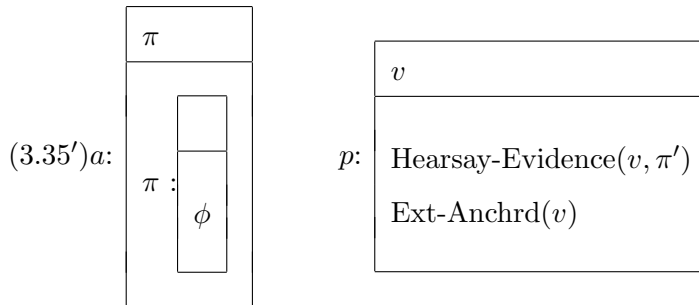 π
v
(3.35′)a:
π :
φ
p:
Hearsay-Evidence(v, π′)
Ext-Anchrd(v)